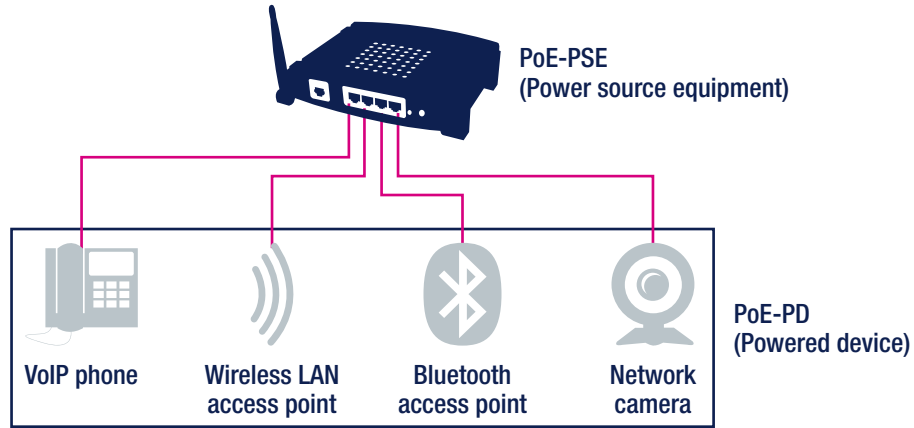 PoE-PSE
(Power source equipment)
VoIP phone
Wireless LAN
access point
Bluetooth
access point
Network
camera
PoE-PD
(Powered device)